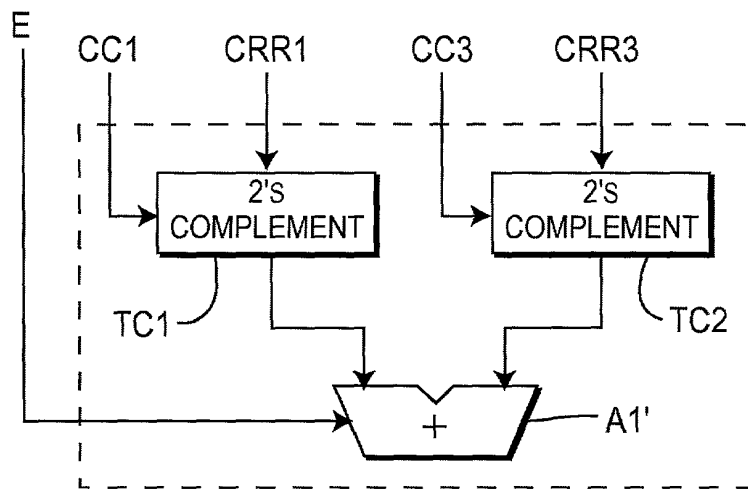 E
CC1 CRR1 CC3 CRR3
2'S
COMPLEMENT
2'S
COMPLEMENT
TC1
TC2
+
A1'